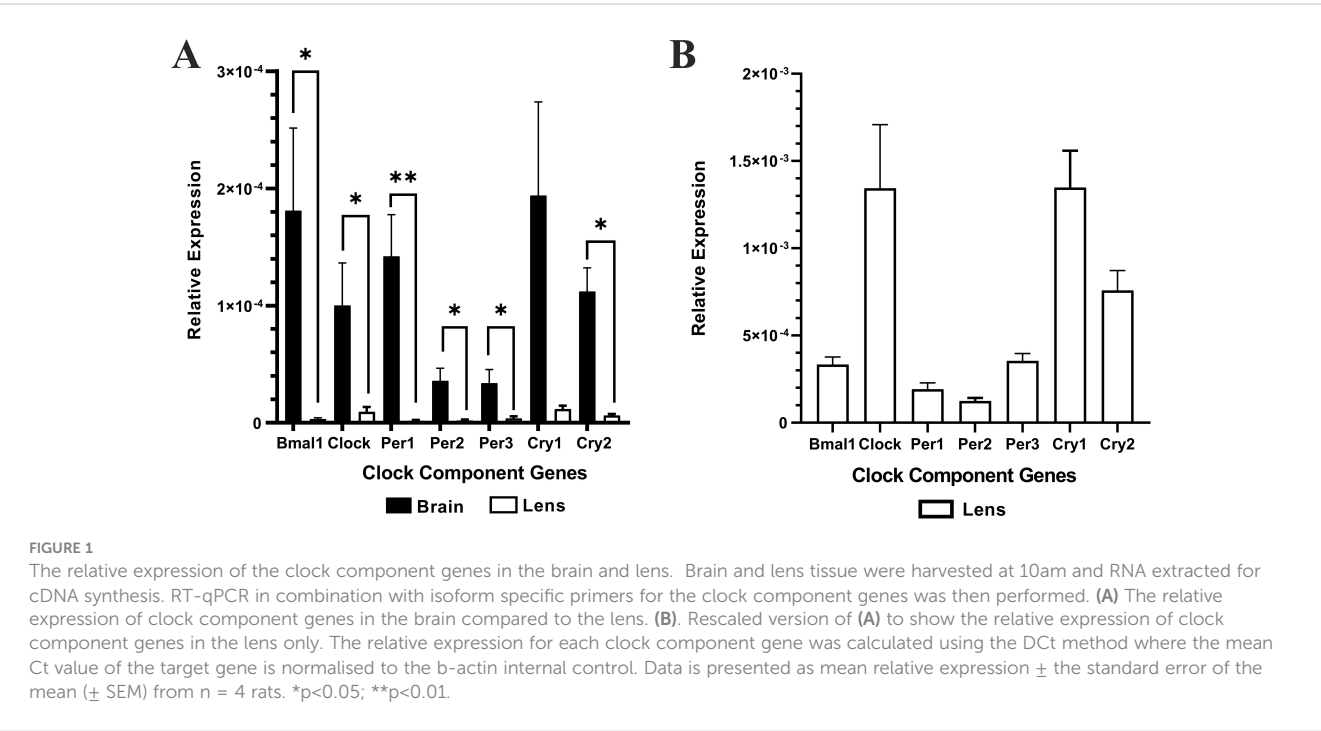 A
B
*
3×10-4
2×10-4
1×10-4
0
Relative Expression
*
**
*
*
*
Bmal1 Clock Per1 Per2 Per3 Cry1 Cry2
Clock Component Genes
Brain Lens
2×10-3
1.5×10-3
1×10-3
5×10-4
0
Relative Expression
Bmal1 Clock Per1 Per2 Per3 Cry1 Cry2
Clock Component Genes
Lens
FIGURE 1
The relative expression of the clock component genes in the brain and lens. Brain and lens tissue were harvested at 10am and RNA extracted for
cDNA synthesis. RT-qPCR in combination with isoform specific primers for the clock component genes was then performed. (A) The relative
expression of clock component genes in the brain compared to the lens. (B). Rescaled version of (A) to show the relative expression of clock
component genes in the lens only. The relative expression for each clock component gene was calculated using the DCt method where the mean
Ct value of the target gene is normalised to the b-actin internal control. Data is presented as mean relative expression ± the standard error of the
mean (± SEM) from n = 4 rats. *p<0.05; **p<0.01.